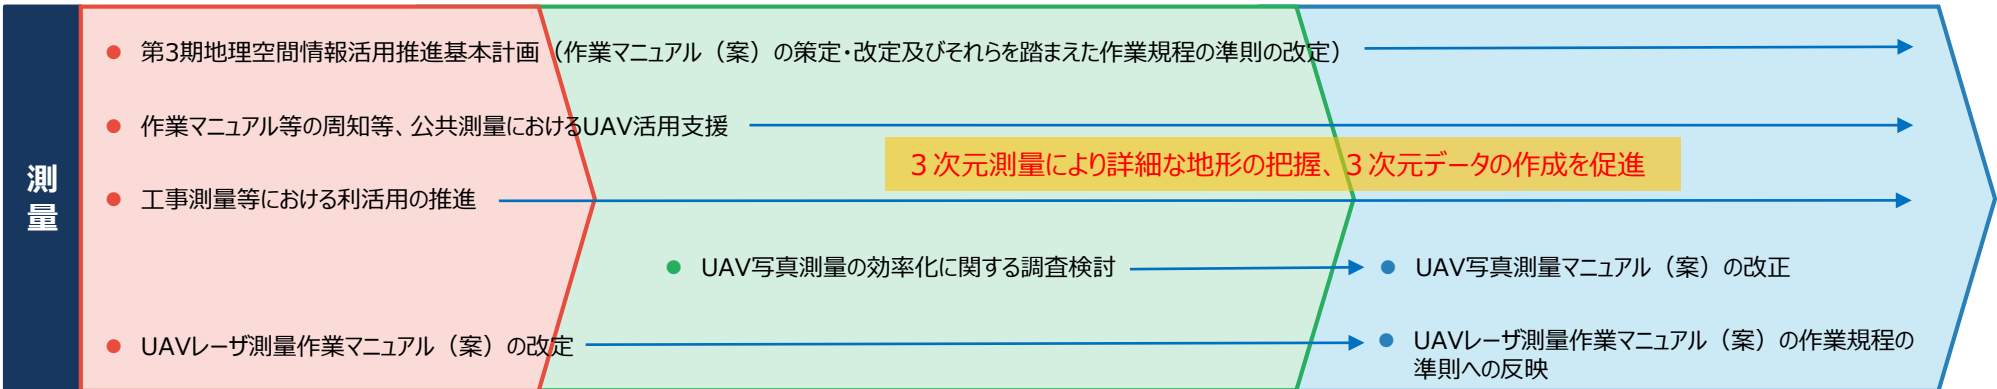 測量
第3期地理空間情報活用推進基本計画（作業マニュアル（案）の策定・改定及びそれらを踏まえた作業規程の準則の改定）
作業マニュアル等の周知等、公共測量におけるUAV活用支援
３次元測量により詳細な地形の把握、３次元データの作成を促進
工事測量等における利活用の推進
UAV写真測量の効率化に関する調査検討
UAV写真測量マニュアル（案）の改正
UAVレーザ測量作業マニュアル（案）の改定
UAVレーザ測量作業マニュアル（案）の作業規程の
準則への反映